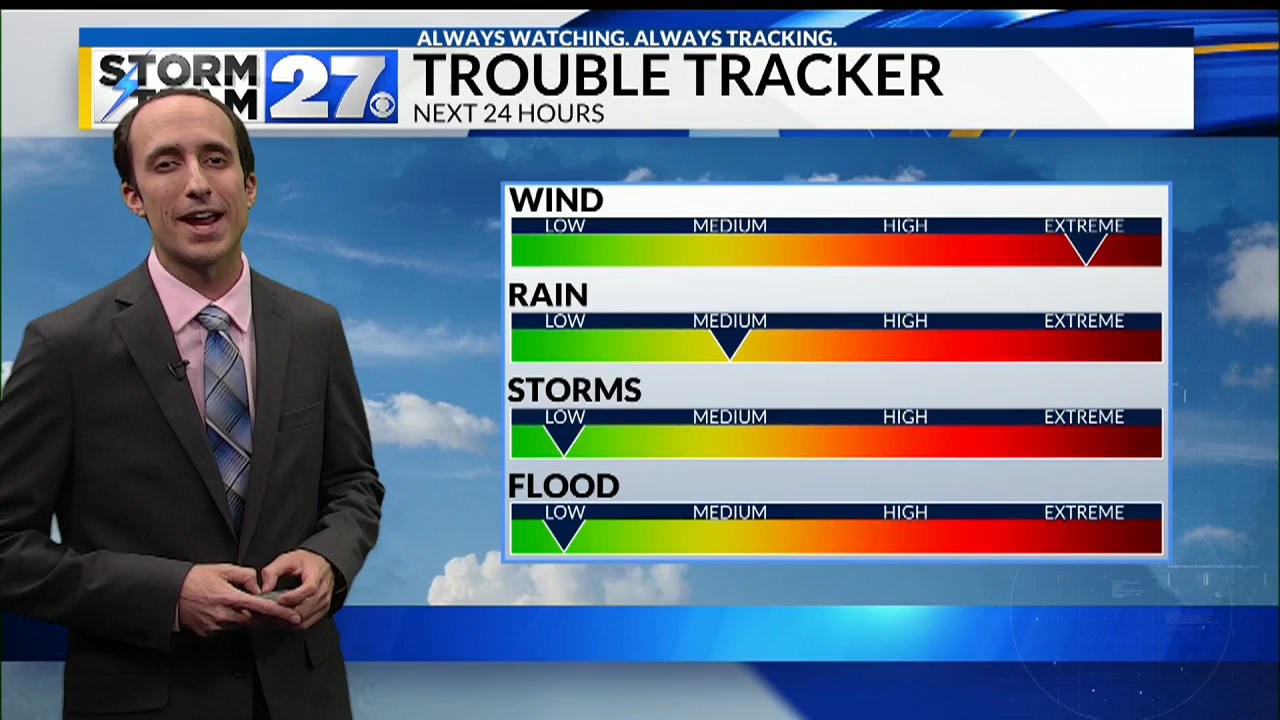 ALWAYS WATCHING. ALWAYS TRACKING.
STORM
TEAM
27
TROUBLE TRACKER
NEXT 24 HOURS
WIND
LOW MEDIUM HIGH EXTREME
RAIN
LOW MEDIUM HIGH EXTREME
STORMS
LOW MEDIUM HIGH EXTREME
FLOOD
LOW MEDIUM HIGH EXTREME